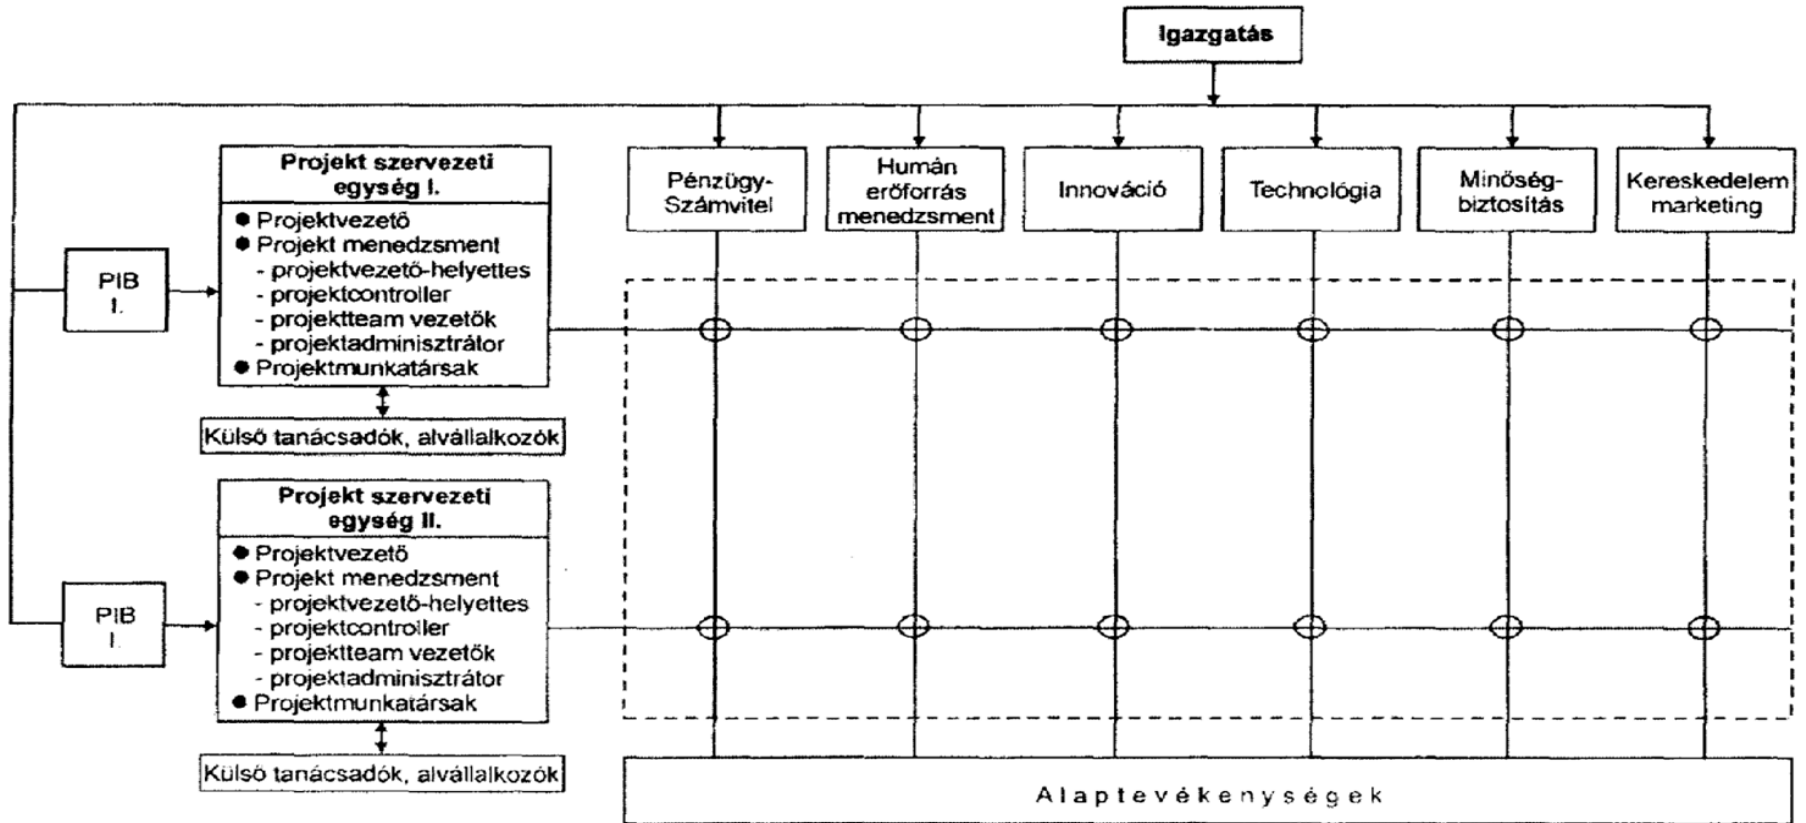 Igazgatás
Projekt szervezeti
egység I.
● Projektvezető
● Projekt menedzsment
- projektvezető-helyettes
- projektcontroller
- projektteam vezetők
- projektadminisztrátor
● Projektmunkatársak
PIB
I.
Külső tanácsadók, alvállalkozók
Pénzügy-
Számvitel
Humán
erőforrás
menedzsment
Innováció
Technológia
Minőség-
biztosítás
Kereskedelem
marketing
Projekt szervezeti
egység II.
● Projektvezető
● Projekt menedzsment
- projektvezető-helyettes
- projektcontroller
- projektteam vezetők
- projektadminisztrátor
● Projektmunkatársak
PIB
I.
Külső tanácsadók, alvállalkozók
Alaptevékenységek